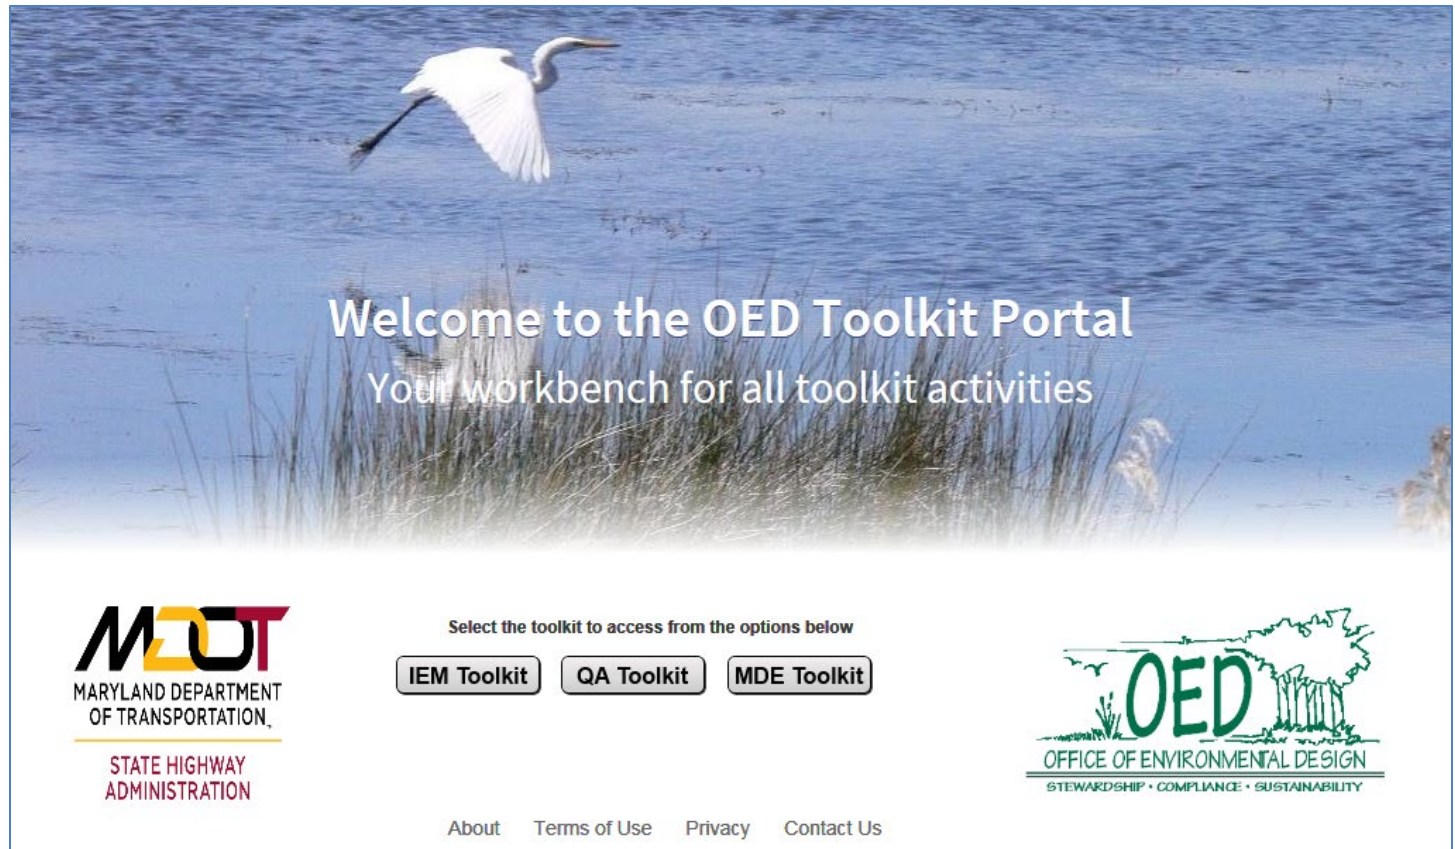 Welcome to the OED Toolkit Portal
Your workbench for all toolkit activities
MDOT
MARYLAND DEPARTMENT
OF TRANSPORTATION™
STATE HIGHWAY
ADMINISTRATION
Select the toolkit to access from the options below
IEM Toolkit QA Toolkit MDE Toolkit
OED
OFFICE OF ENVIRONMENTAL DESIGN
STEWARDSHIP • COMPLIANCE • SUSTAINABILITY
About Terms of Use Privacy Contact Us